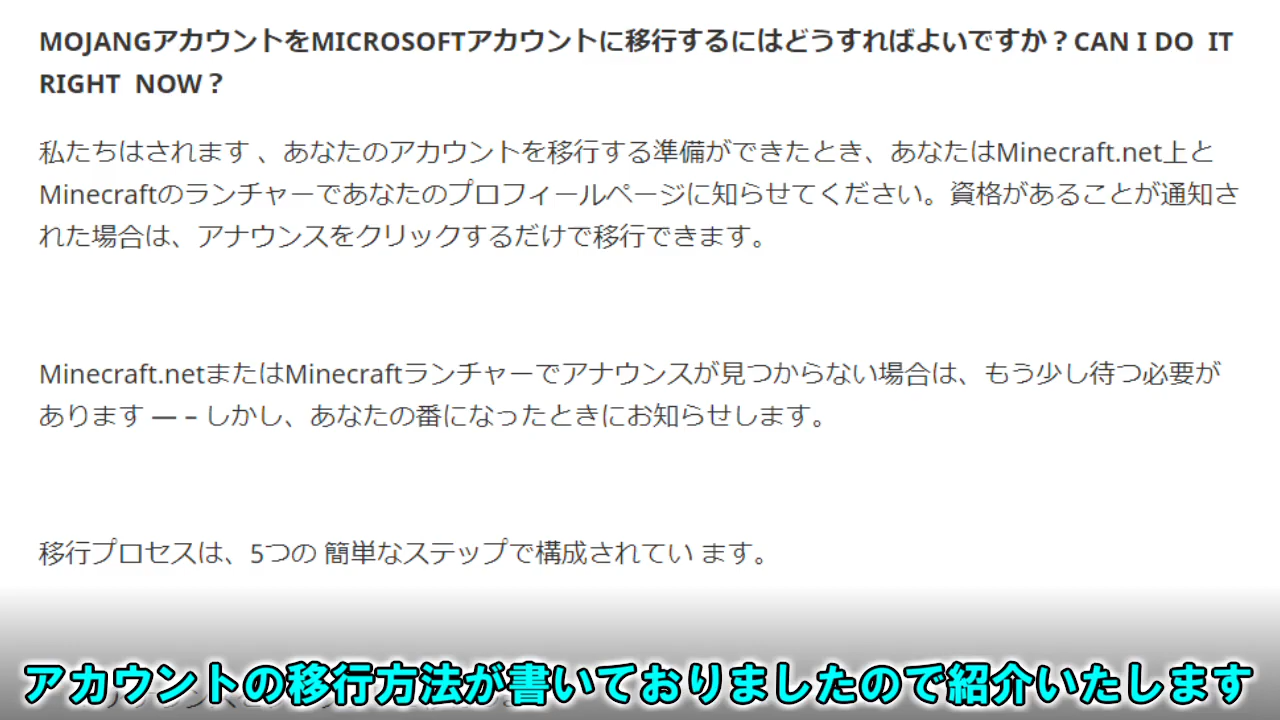 MOJANGアカウントをMICROSOFTアカウントに移行するにはどうすればよいですか？CAN I DO IT
RIGHT NOW？
私たちはされます 、あなたのアカウントを移行する準備ができたとき、あなたはMinecraft.net上と
Minecraftのランチャーであなたのプロフィールページに知らせてください。資格があることが通知さ
れた場合は、アナウンスをクリックするだけで移行できます。
Minecraft.netまたはMinecraftランチャーでアナウンスが見つからない場合は、もう少し待つ必要が
あります — – しかし、あなたの番になったときにお知らせします。
移行プロセスは、5つの 簡単なステップで構成されてい ます。
アカウントの移行方法が書いておりましたので紹介いたします